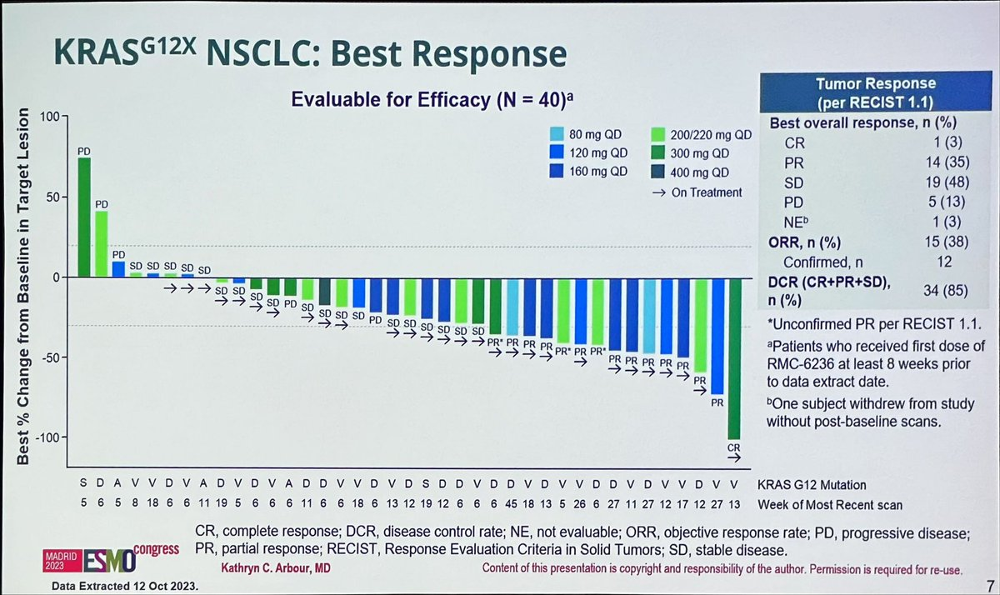 KRASG12X NSCLC: Best Response
Evaluable for Efficacy (N = 40)a
Best % Change from Baseline in Target Lesion
100
50
0
-50
-100
80 mg QD
120 mg QD
160 mg QD
200/220 mg QD
300 mg QD
400 mg QD
→ On Treatment
PD PD PD SD SD SD SD SD SD SD SD SD PD SD SD SD SD PD SD SD SD SD SD SD PR* PR PR PR PR* PR PR* PR PR PR PR PR PR PR CR
S D A V V D V A D V D V A D D V V D V D S D D V D D V D V V D D V D V V D V V KRAS G12 Mutation
5 6 5 8 18 6 6 11 19 5 6 6 6 11 6 6 18 6 13 12 19 12 6 6 6 45 18 13 5 26 6 27 11 27 12 17 12 27 13 Week of Most Recent scan
Tumor Response
(per RECIST 1.1)
Best overall response, n (%)
CR 1 (3)
PR 14 (35)
SD 19 (48)
PD 5 (13)
NEb 1 (3)
ORR, n (%) 15 (38)
Confirmed, n 12
DCR (CR+PR+SD),
n (%) 34 (85)
*Unconfirmed PR per RECIST 1.1.
aPatients who received first dose of
RMC-6236 at least 8 weeks prior
to data extract date.
bOne subject withdrew from study
without post-baseline scans.
CR, complete response; DCR, disease control rate; NE, not evaluable; ORR, objective response rate; PD, progressive disease;
PR, partial response; RECIST, Response Evaluation Criteria in Solid Tumors; SD, stable disease.
MADRID
2023
ESMO congress
Kathryn C. Arbour, MD
Content of this presentation is copyright and responsibility of the author. Permission is required for re-use.
Data Extracted 12 Oct 2023.
7